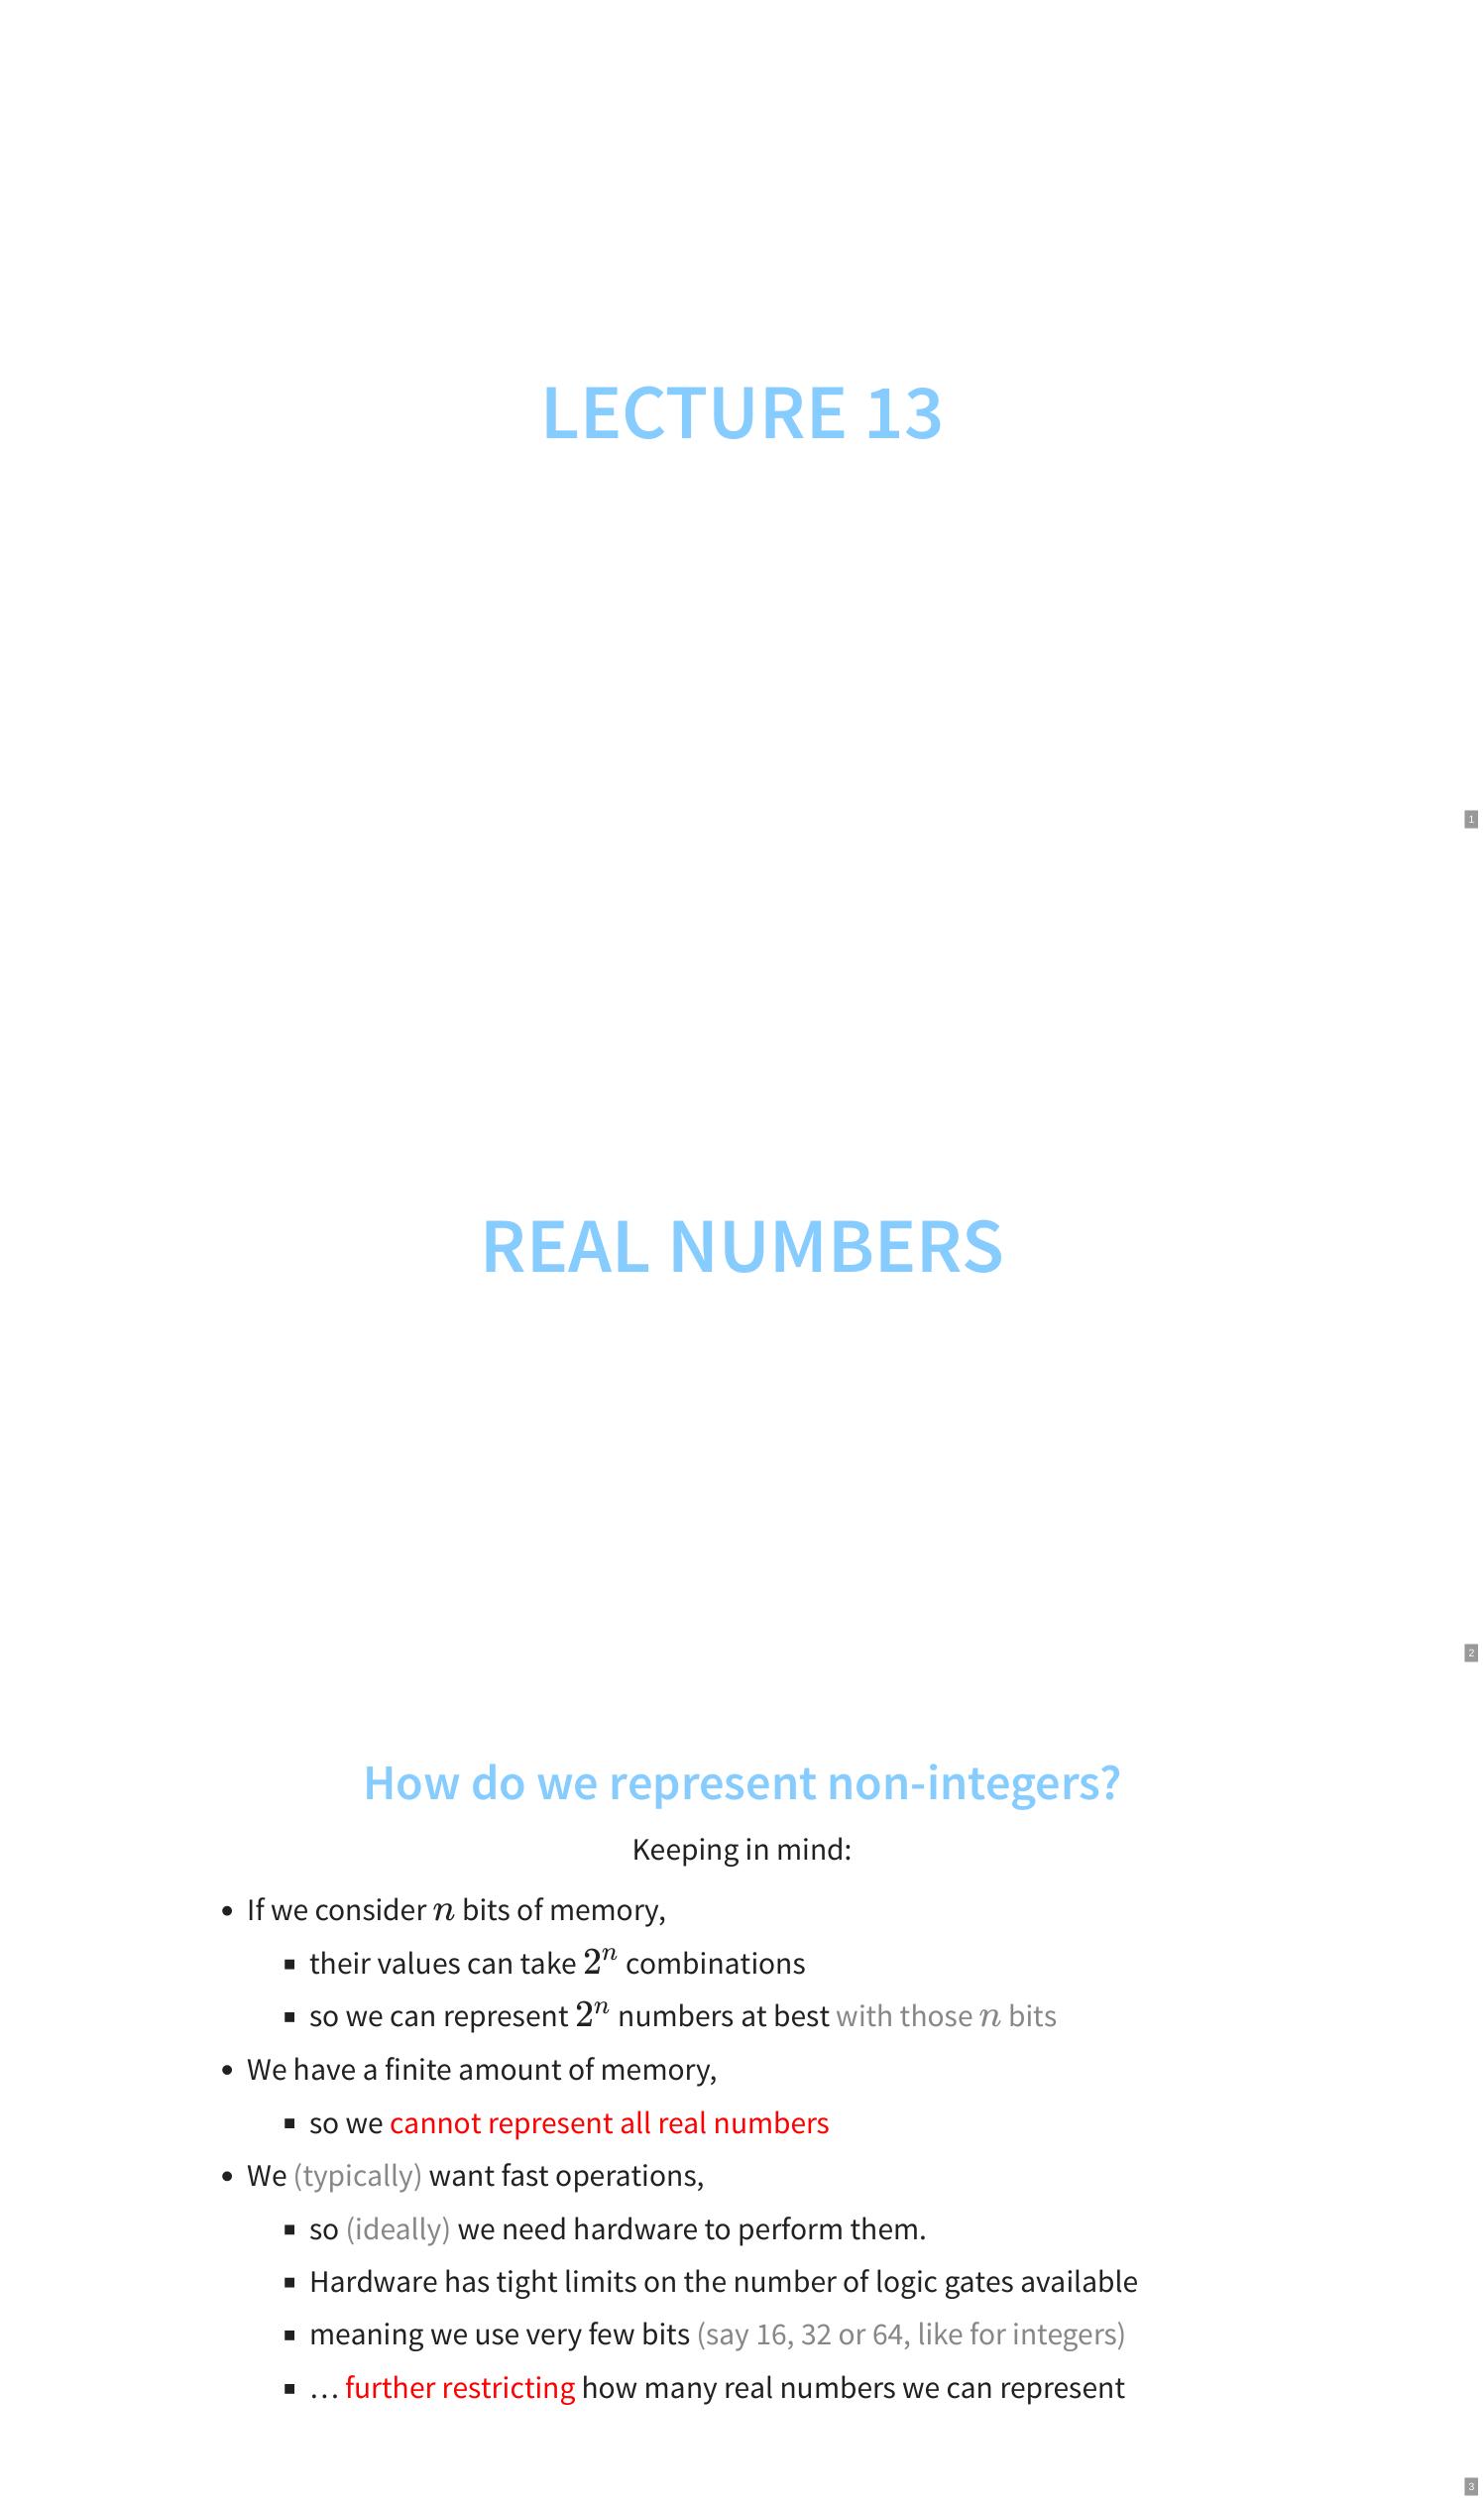 LECTURE 13
1
REAL NUMBERS
2
How do we represent non-integers?
Keeping in mind:
• If we consider n bits of memory,
▪ their values can take 2^n combinations
▪ so we can represent 2^n numbers at best with those n bits
• We have a finite amount of memory,
▪ so we cannot represent all real numbers
• We (typically) want fast operations,
▪ so (ideally) we need hardware to perform them.
▪ Hardware has tight limits on the number of logic gates available
▪ meaning we use very few bits (say 16, 32 or 64, like for integers)
▪ … further restricting how many real numbers we can represent
3